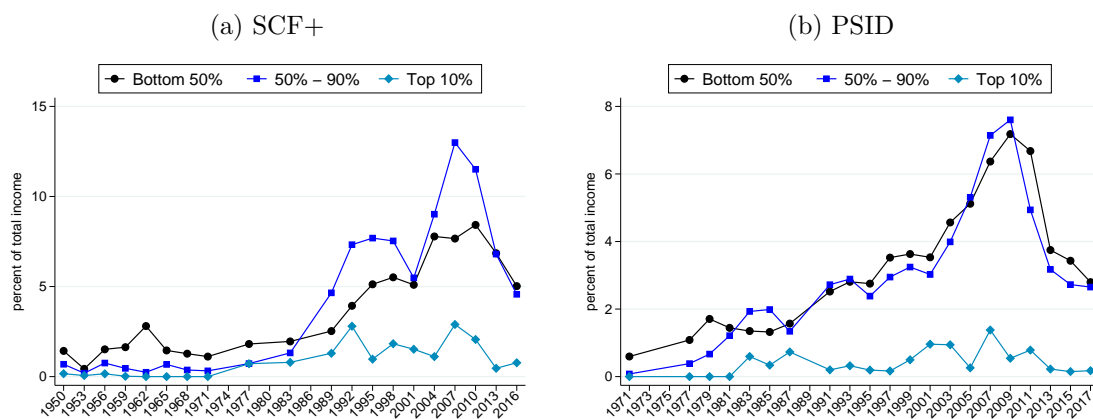 (a) SCF+
Bottom 50% 50% − 90% Top 10%
percent of total income
15
10
5
0
1950 1953 1956 1959 1962 1965 1968 1971 1974 1977 1980 1983 1986 1989 1992 1995 1998 2001 2004 2007 2010 2013 2016
(b) PSID
Bottom 50% 50% − 90% Top 10%
percent of total income
8
6
4
2
0
1971 1973 1975 1977 1979 1981 1983 1985 1987 1989 1991 1993 1995 1997 1999 2001 2003 2005 2007 2009 2011 2013 2015 2017